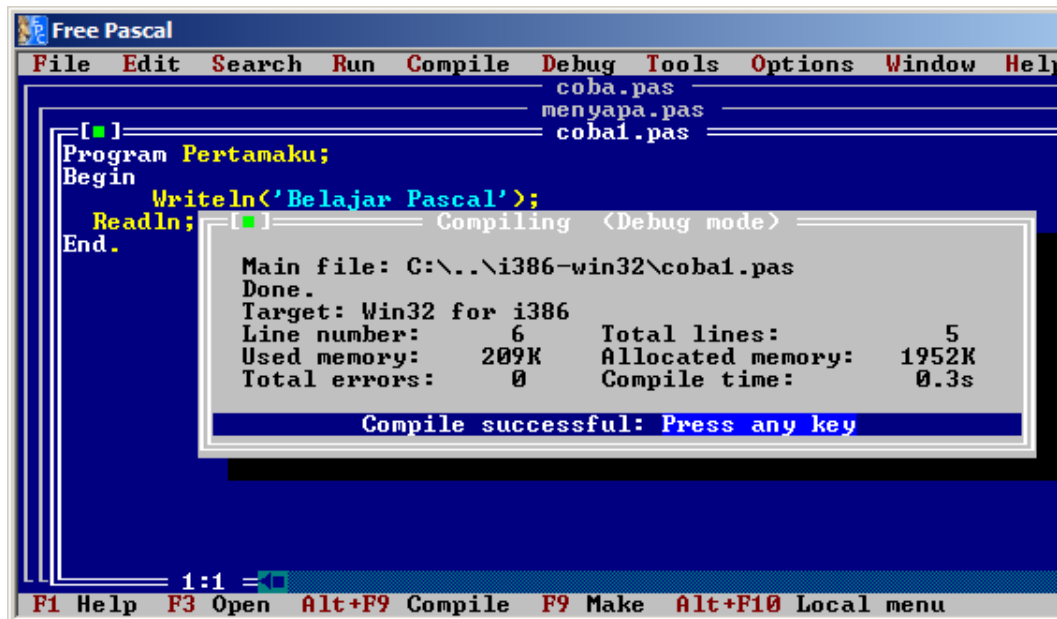 Free Pascal
File Edit Search Run Compile Debug Tools Options Window Help
coba.pas
menyapa.pas
coba1.pas
Program Pertamaku;
Begin
Writeln('Belajar Pascal');
Readln;
End.
Compiling (Debug mode)
Main file: C:\..\i386-win32\coba1.pas
Done.
Target: Win32 for i386
Line number: 6 Total lines: 5
Used memory: 209K Allocated memory: 1952K
Total errors: 0 Compile time: 0.3s
Compile successful: Press any key
1:1
F1 Help F3 Open Alt+F9 Compile F9 Make Alt+F10 Local menu